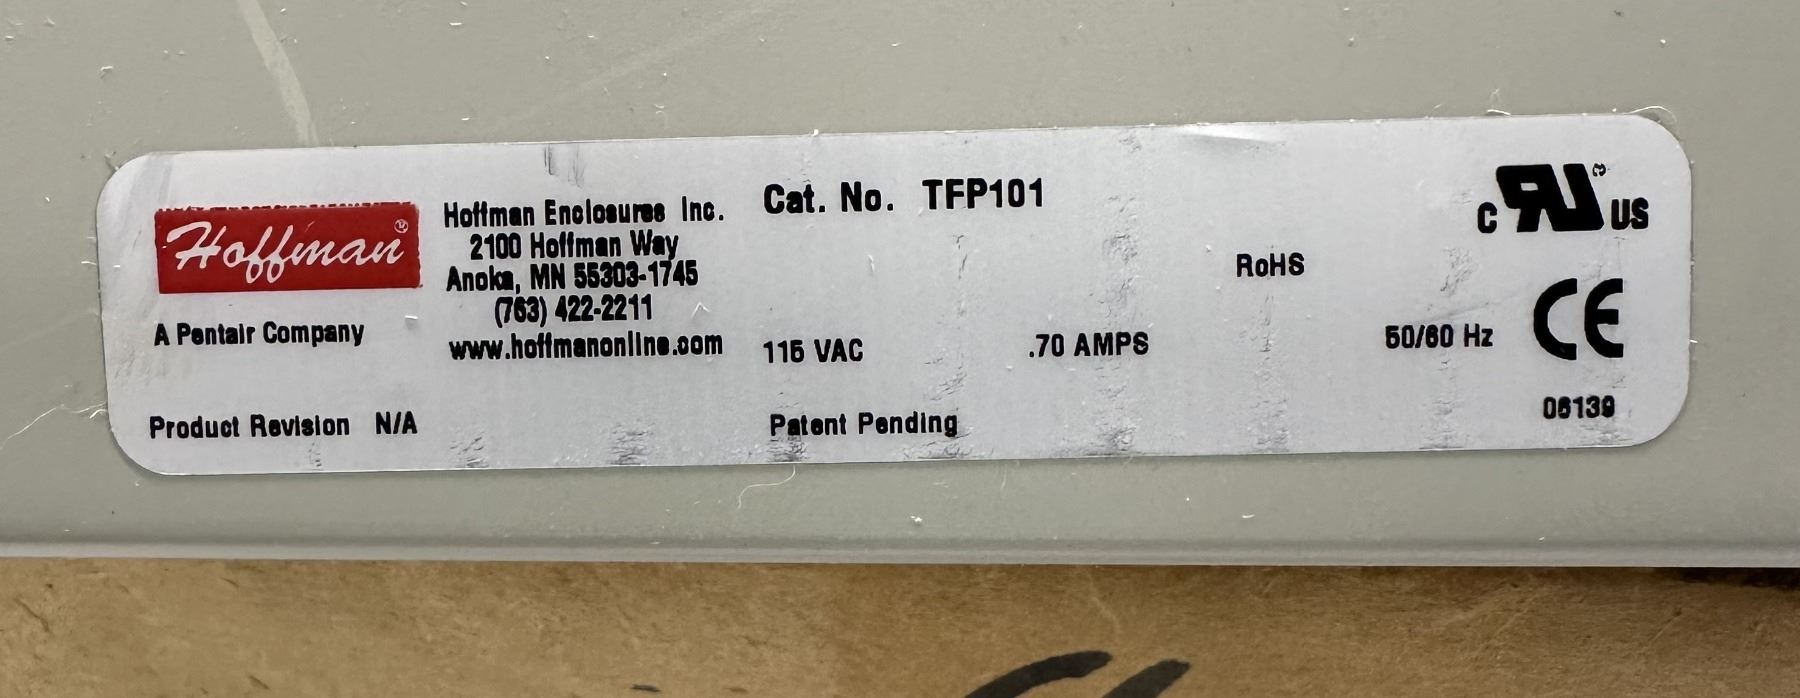 Hoffman®
A Pentair Company
Product Revision N/A
Hoffman Enclosures Inc.
2100 Hoffman Way
Anoka, MN 55303-1745
(763) 422-2211
www.hoffmanonline.com
Cat. No. TFP101
RoHS
115 VAC .70 AMPS 50/60 Hz
Patent Pending
c RU US
CE
06139